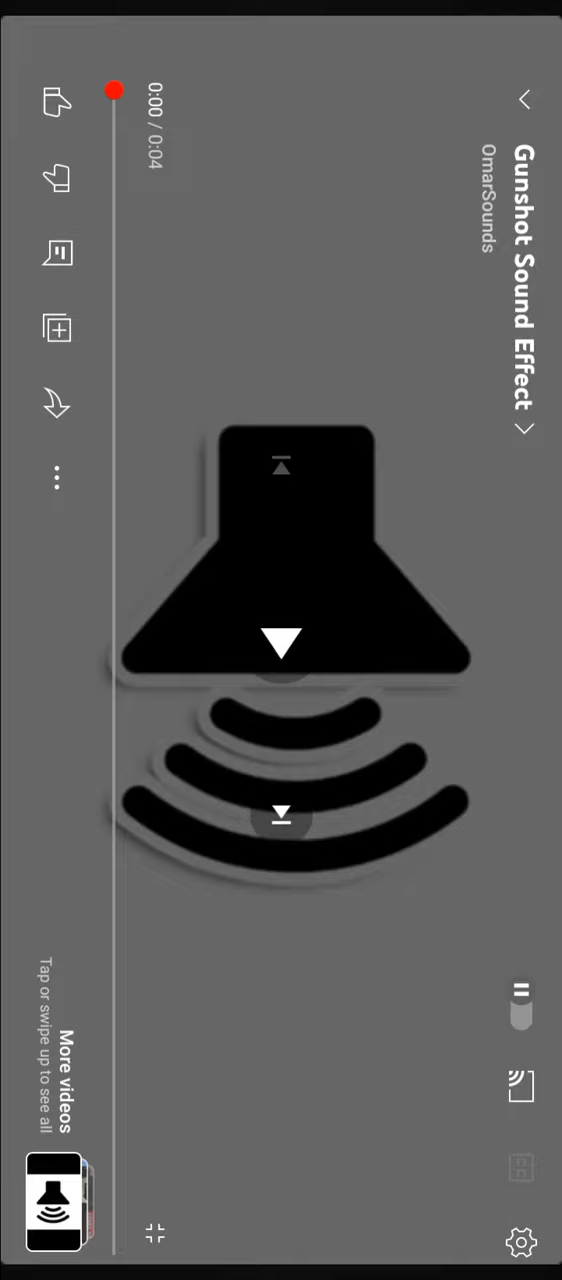 Gunshot Sound Effect
OmarSounds
0:00 / 0:04
More videos
Tap or swipe up to see all